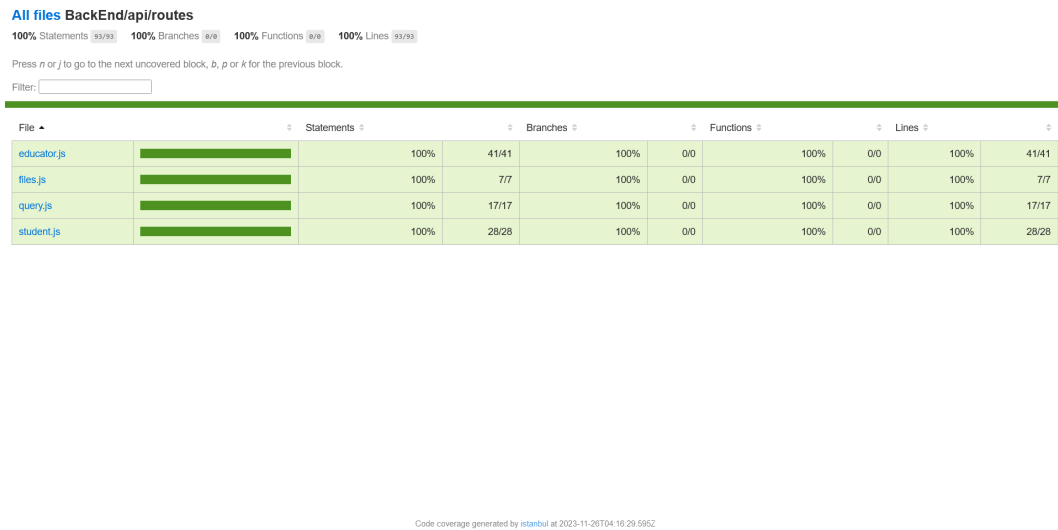 All files BackEnd/api/routes
100% Statements 93/93 100% Branches 0/0 100% Functions 0/0 100% Lines 93/93
Press n or j to go to the next uncovered block, b, p or k for the previous block.
Filter:
File Statements Branches Functions Lines
educator.js 100% 41/41 100% 0/0 100% 0/0 100% 41/41
files.js 100% 7/7 100% 0/0 100% 0/0 100% 7/7
query.js 100% 17/17 100% 0/0 100% 0/0 100% 17/17
student.js 100% 28/28 100% 0/0 100% 0/0 100% 28/28
Code coverage generated by istanbul at 2023-11-26T04:16:29.595Z